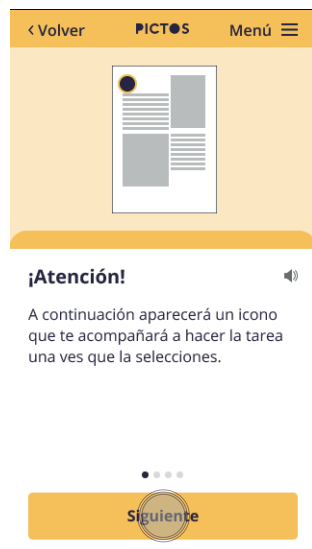 ‹ Volver PICTOS Menú
¡Atención!
A continuación aparecerá un icono
que te acompañará a hacer la tarea
una ves que la selecciones.
Siguiente